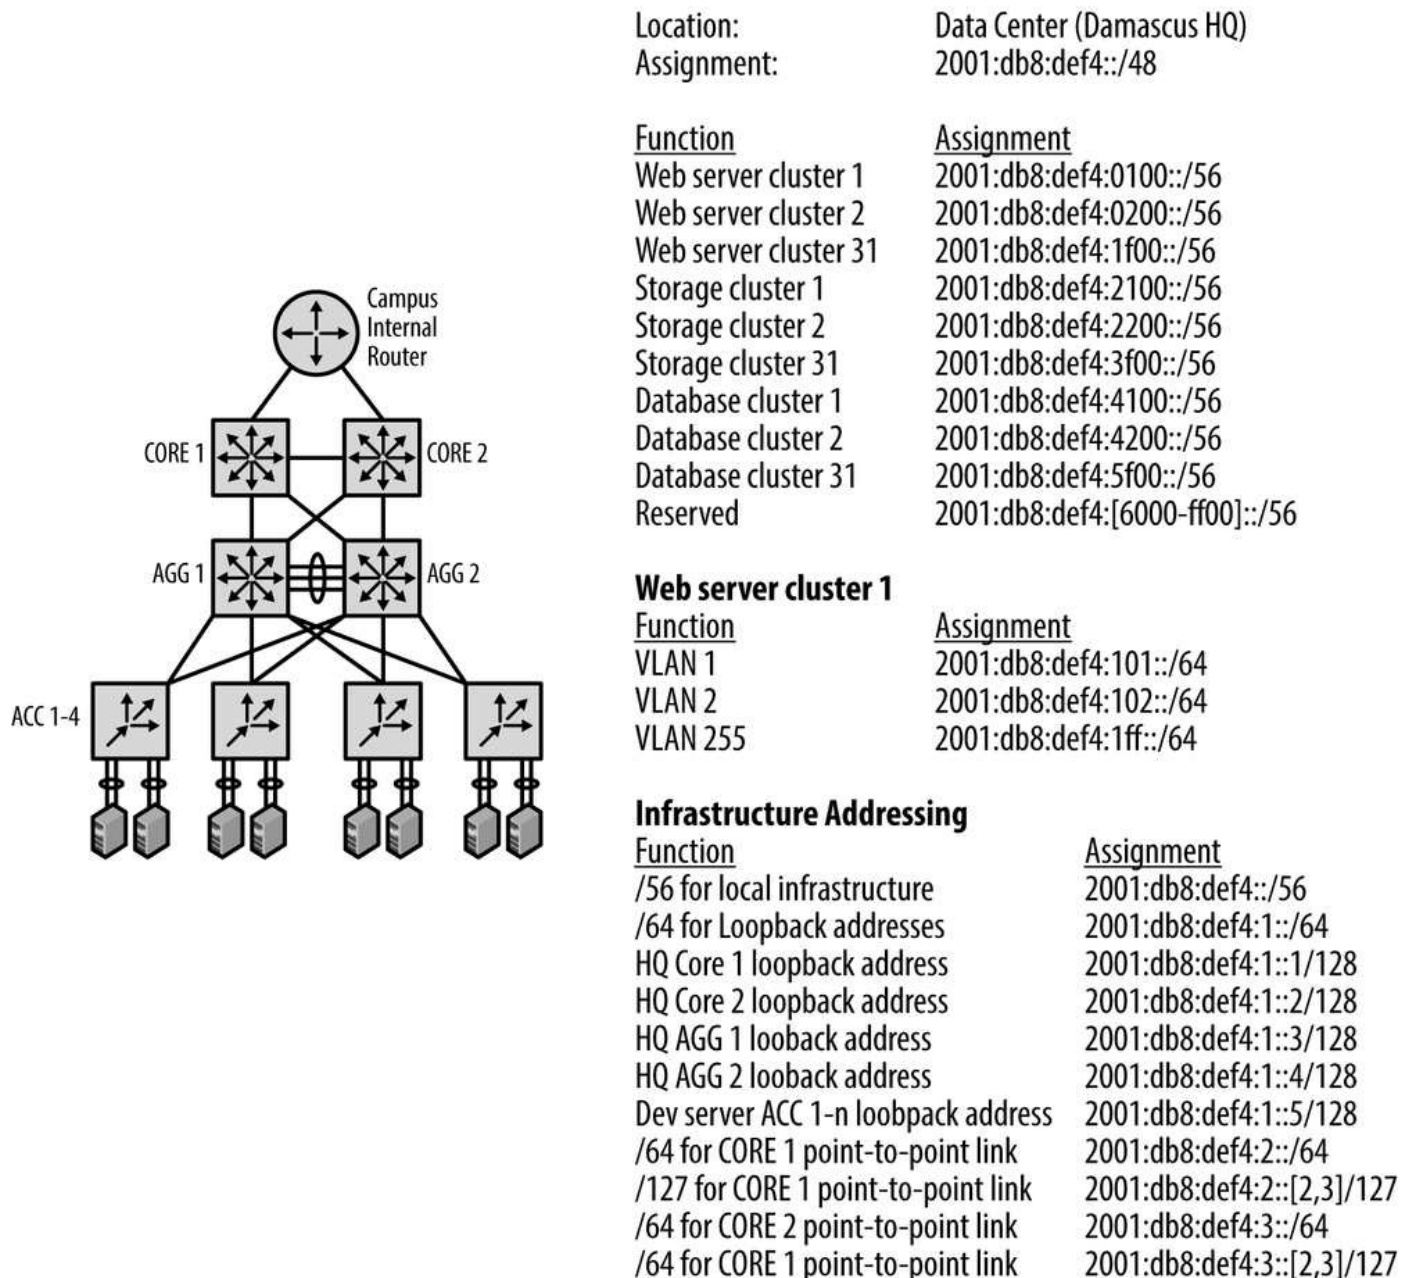 Location: Data Center (Damascus HQ)
Assignment: 2001:db8:def4::/48
Function Assignment
Web server cluster 1 2001:db8:def4:0100::/56
Web server cluster 2 2001:db8:def4:0200::/56
Web server cluster 31 2001:db8:def4:1f00::/56
Storage cluster 1 2001:db8:def4:2100::/56
Storage cluster 2 2001:db8:def4:2200::/56
Storage cluster 31 2001:db8:def4:3f00::/56
Database cluster 1 2001:db8:def4:4100::/56
Database cluster 2 2001:db8:def4:4200::/56
Database cluster 31 2001:db8:def4:5f00::/56
Reserved 2001:db8:def4:[6000-ff00]::/56
Web server cluster 1
Function Assignment
VLAN 1 2001:db8:def4:101::/64
VLAN 2 2001:db8:def4:102::/64
VLAN 255 2001:db8:def4:1ff::/64
Infrastructure Addressing
Function Assignment
/56 for local infrastructure 2001:db8:def4::/56
/64 for Loopback addresses 2001:db8:def4:1::/64
HQ Core 1 loopback address 2001:db8:def4:1::1/128
HQ Core 2 loopback address 2001:db8:def4:1::2/128
HQ AGG 1 looback address 2001:db8:def4:1::3/128
HQ AGG 2 looback address 2001:db8:def4:1::4/128
Dev server ACC 1-n loobpack address 2001:db8:def4:1::5/128
/64 for CORE 1 point-to-point link 2001:db8:def4:2::/64
/127 for CORE 1 point-to-point link 2001:db8:def4:2::[2,3]/127
/64 for CORE 2 point-to-point link 2001:db8:def4:3::/64
/64 for CORE 1 point-to-point link 2001:db8:def4:3::[2,3]/127
Campus
Internal
Router
CORE 1
CORE 2
AGG 1
AGG 2
ACC 1-4